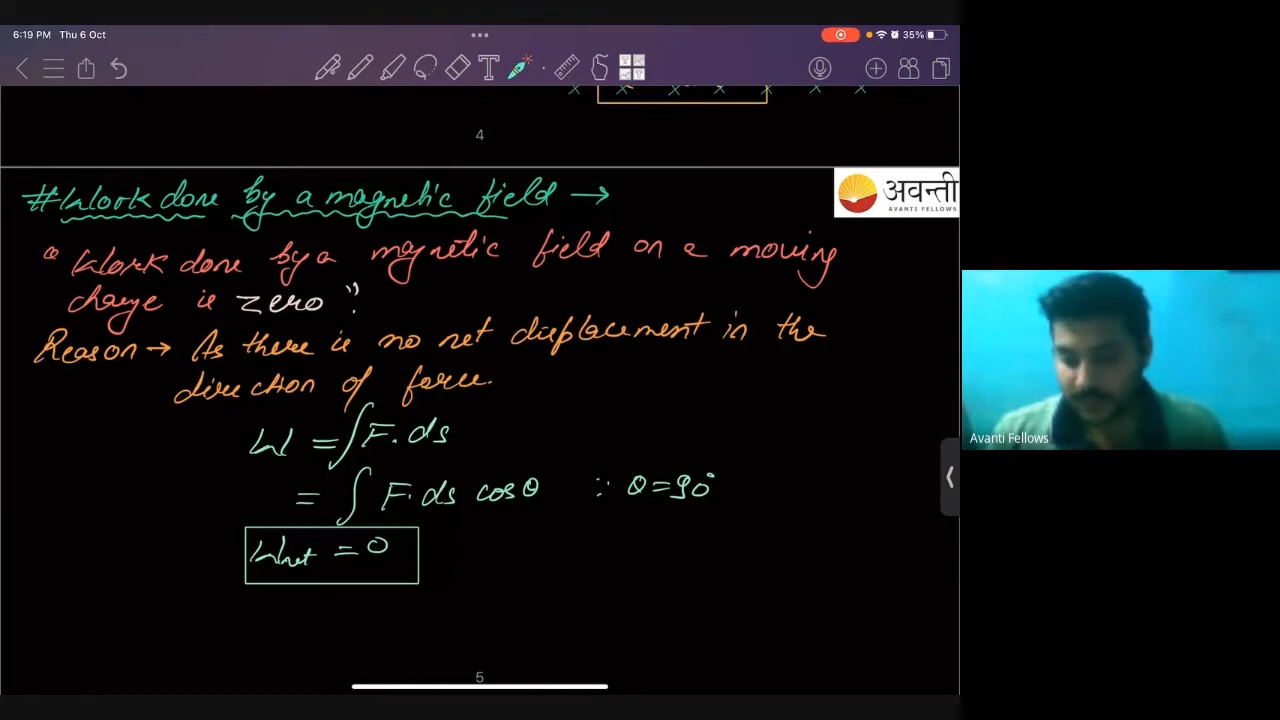 6:19 PM Thu 6 Oct
35%
4
अवन्ती
AVANTI FELLOWS
#Work done by a magnetic field →
"Work done by a magnetic field on a moving
charge is zero"
Reason → As there is no net displacement in the
direction of force.
W = ∫F.ds
= ∫ F.ds cosθ ∵ θ=90°
Wnet = 0
5
Avanti Fellows